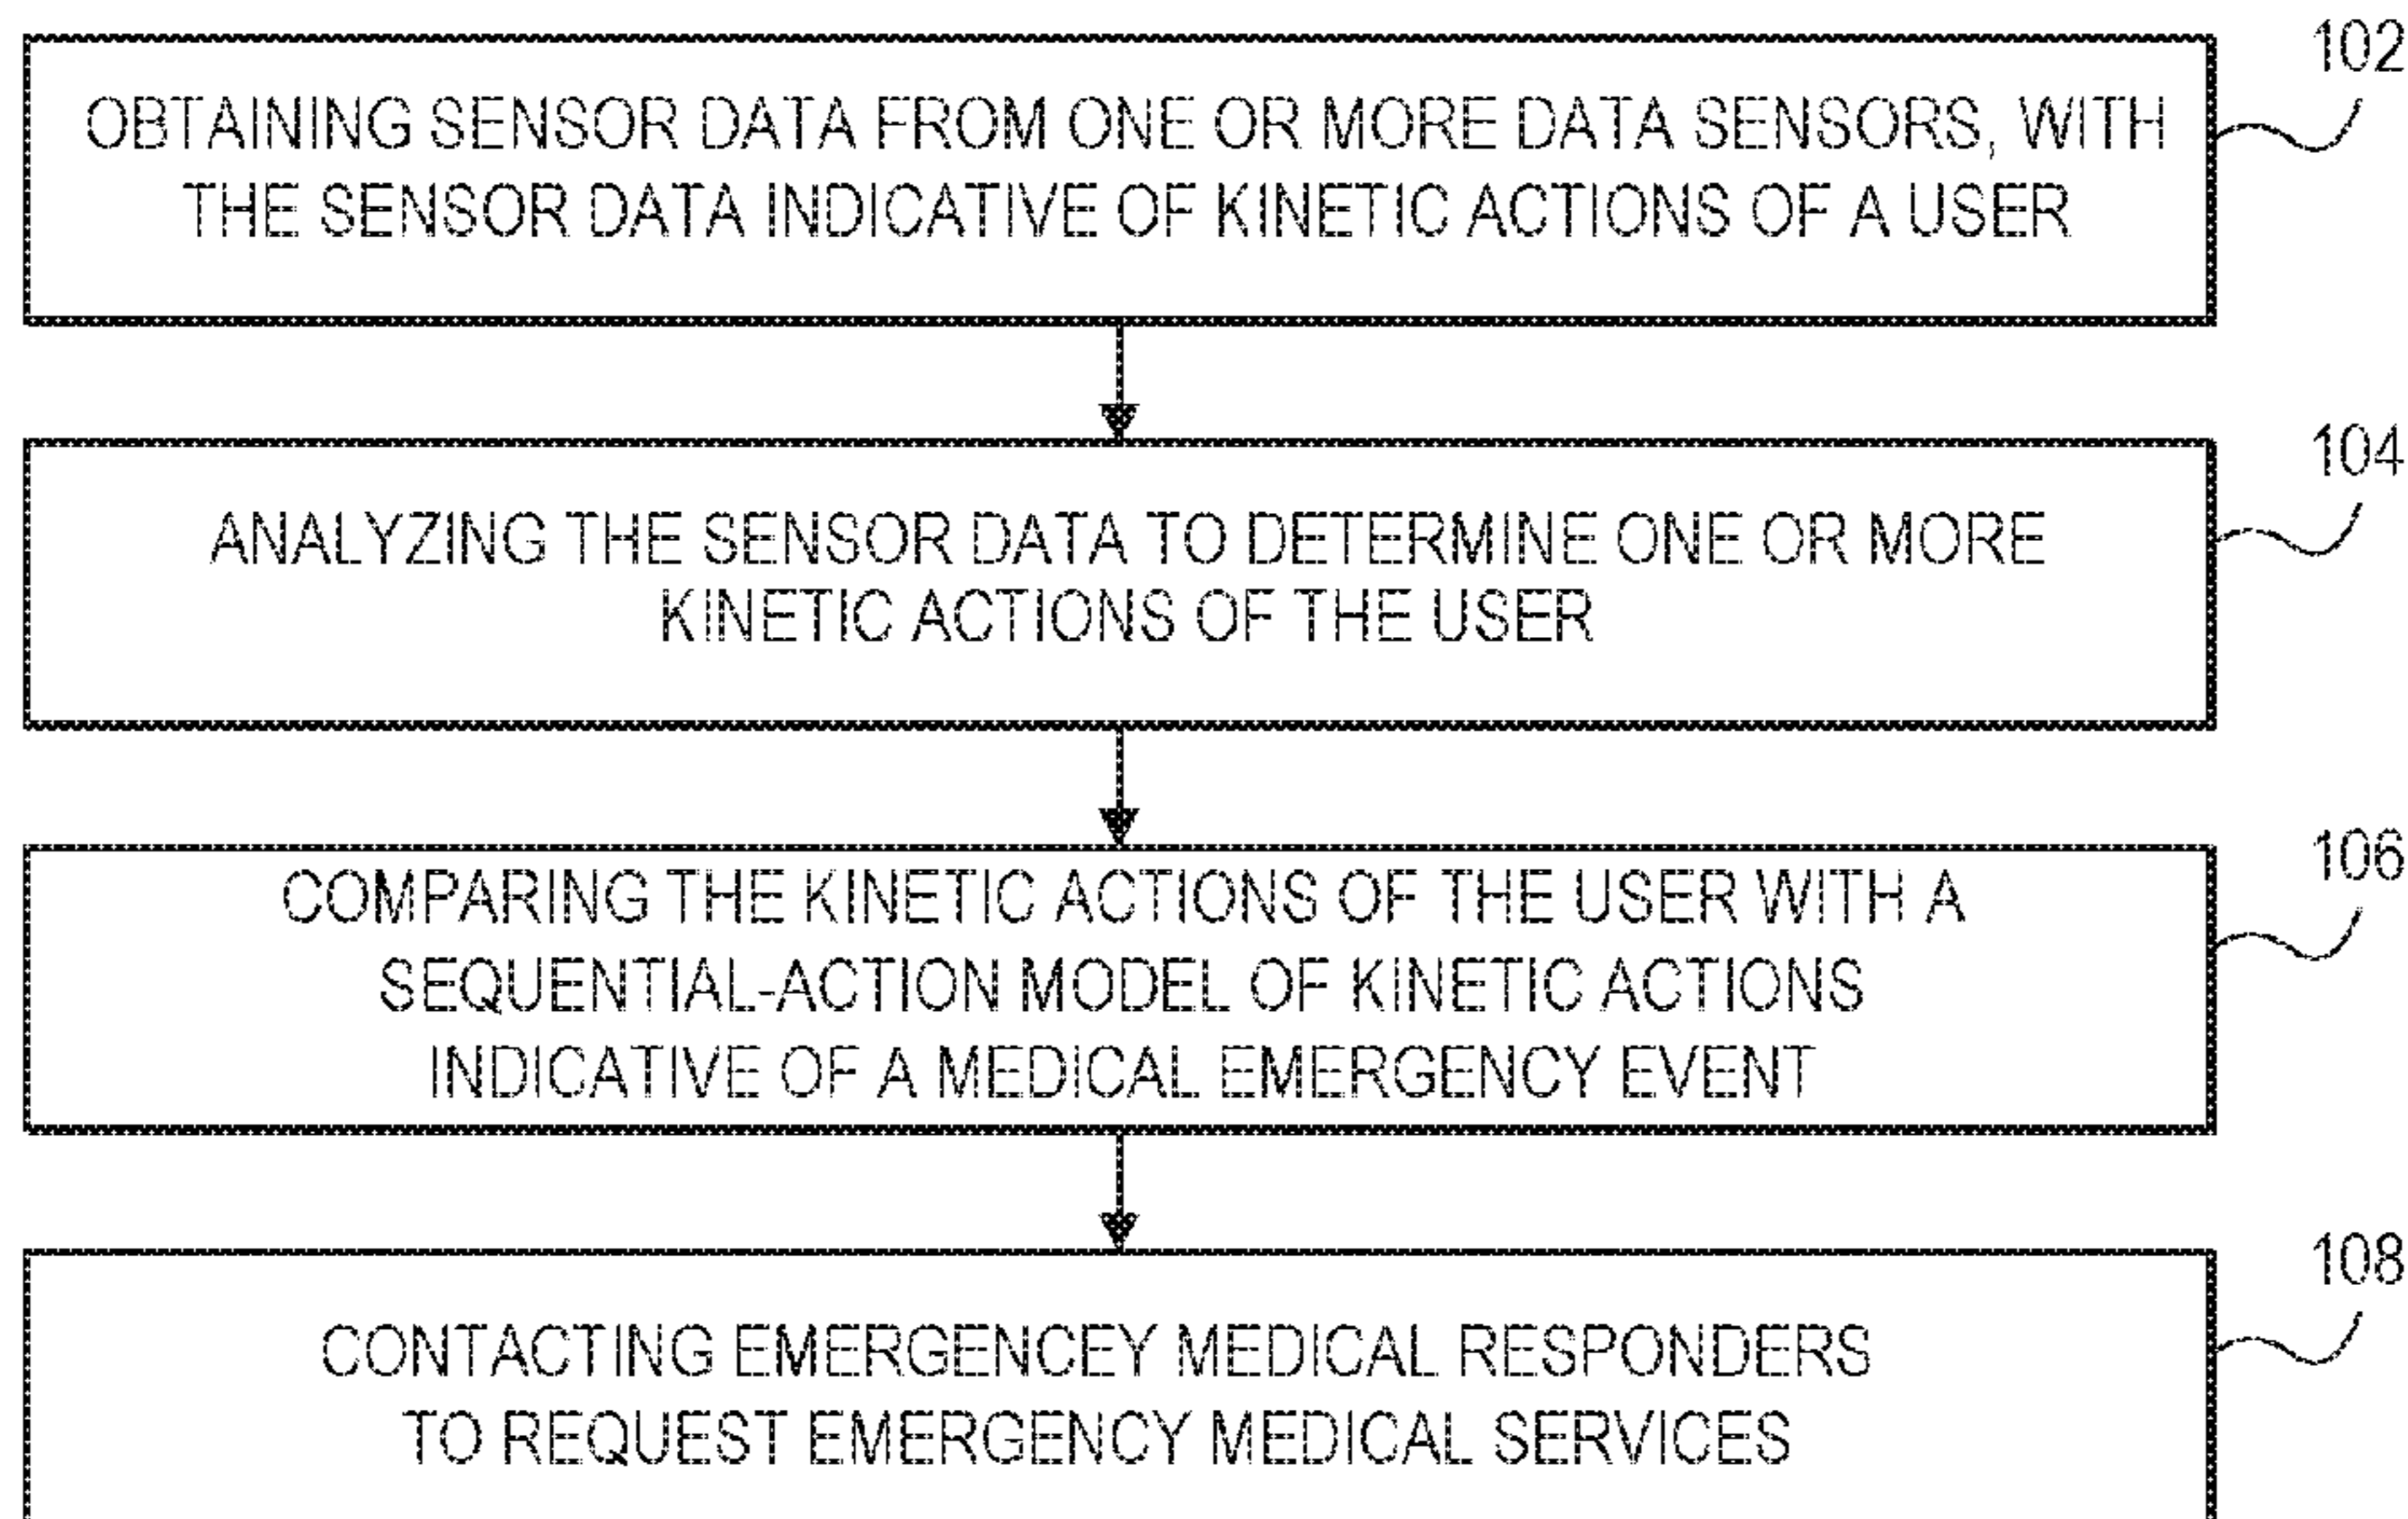 102
OBTAINING SENSOR DATA FROM ONE OR MORE DATA SENSORS, WITH
THE SENSOR DATA INDICATIVE OF KINETIC ACTIONS OF A USER
104
ANALYZING THE SENSOR DATA TO DETERMINE ONE OR MORE
KINETIC ACTIONS OF THE USER
106
COMPARING THE KINETIC ACTIONS OF THE USER WITH A
SEQUENTIAL-ACTION MODEL OF KINETIC ACTIONS
INDICATIVE OF A MEDICAL EMERGENCY EVENT
108
CONTACTING EMERGENCEY MEDICAL RESPONDERS
TO REQUEST EMERGENCY MEDICAL SERVICES